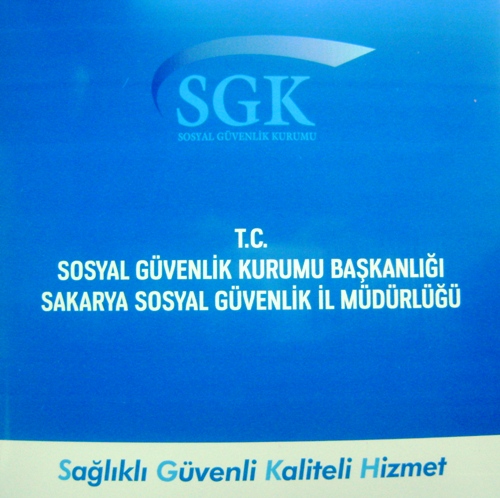 SGK
SOSYAL GÜVENLİK KURUMU
T.C.
SOSYAL GÜVENLİK KURUMU BAŞKANLIĞI
SAKARYA SOSYAL GÜVENLİK İL MÜDÜRLÜĞÜ
Sağlıklı Güvenli Kaliteli Hizmet